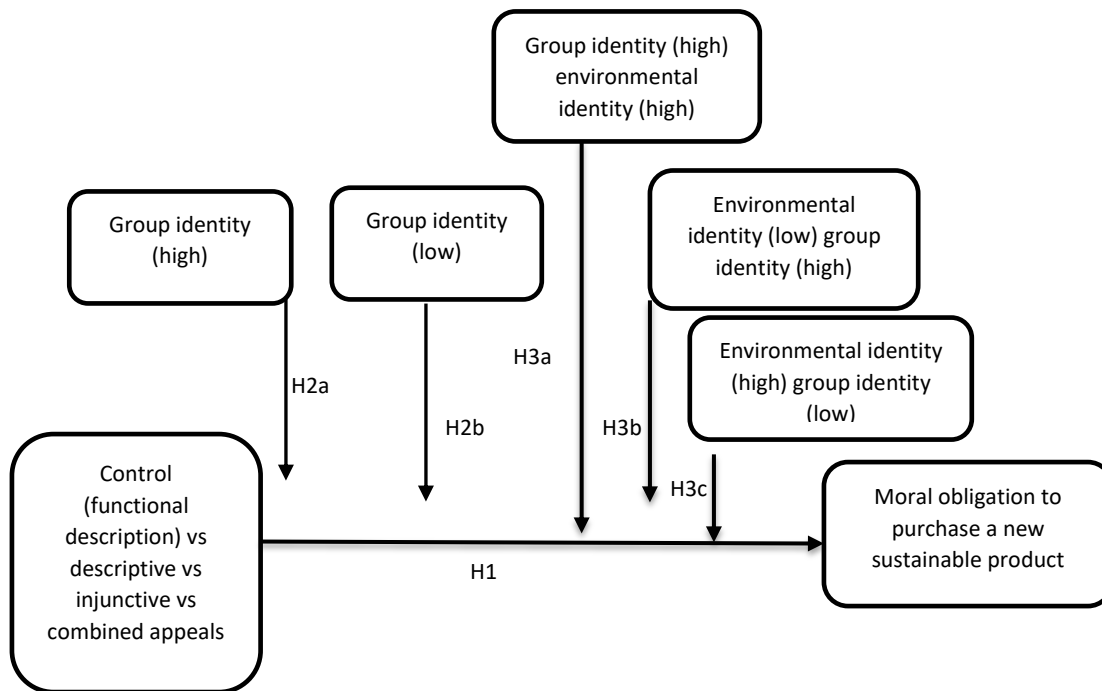 Group identity (high)
environmental
identity (high)
Group identity
(high)
Group identity
(low)
Environmental
identity (low) group
identity (high)
H3a
Environmental identity
(high) group identity
(low)
H2a
H2b
H3b
H3c
Control
(functional
description) vs
descriptive vs
injunctive vs
combined appeals
Moral obligation to
purchase a new
sustainable product
H1